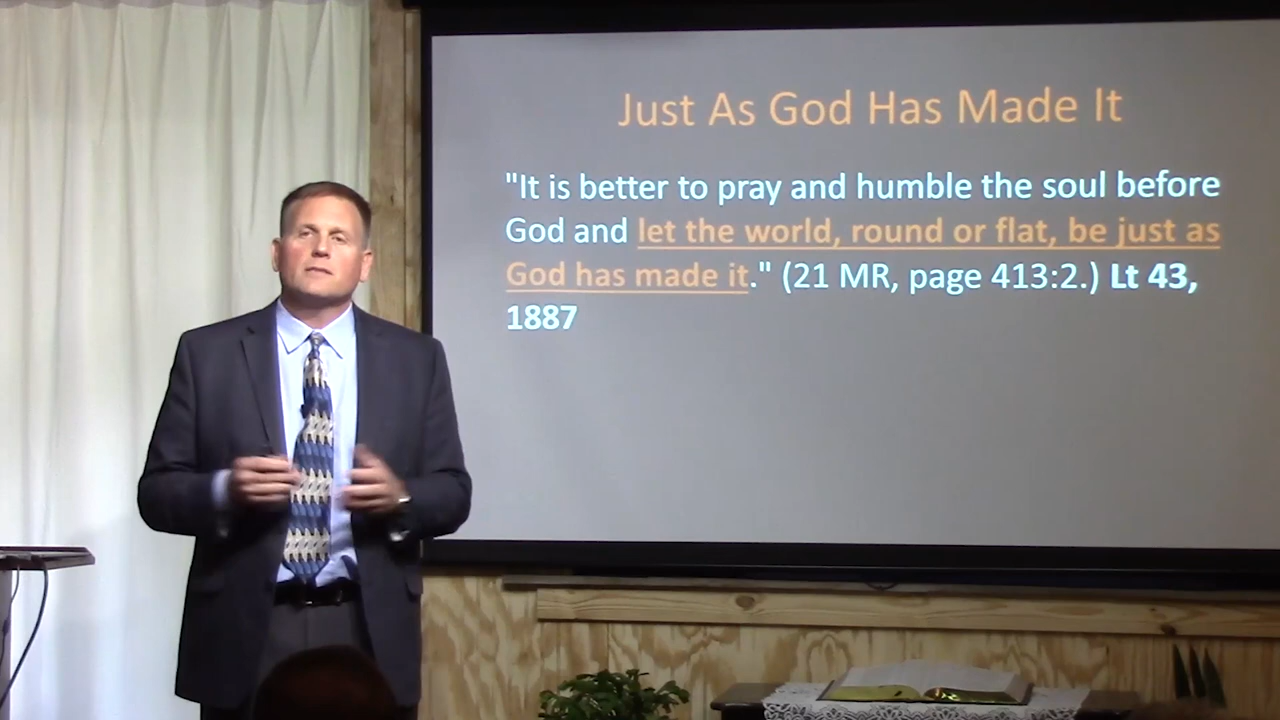 Just As God Has Made It
"It is better to pray and humble the soul before
God and let the world, round or flat, be just as
God has made it." (21 MR, page 413:2.) Lt 43,
1887